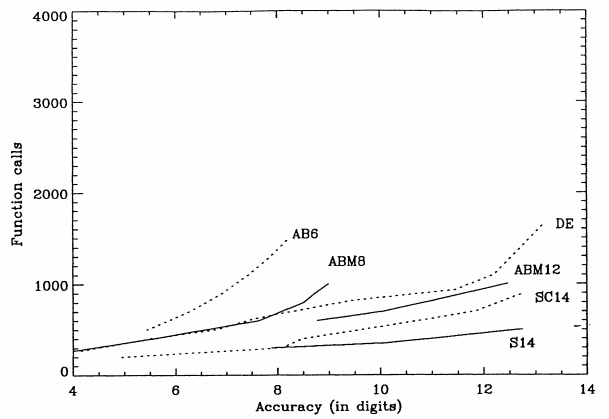 4000
3000
Function calls
2000
AB6
DE
ABM8
ABM12
1000
SC14
S14
0
4 6 8 10 12 14
Accuracy (in digits)